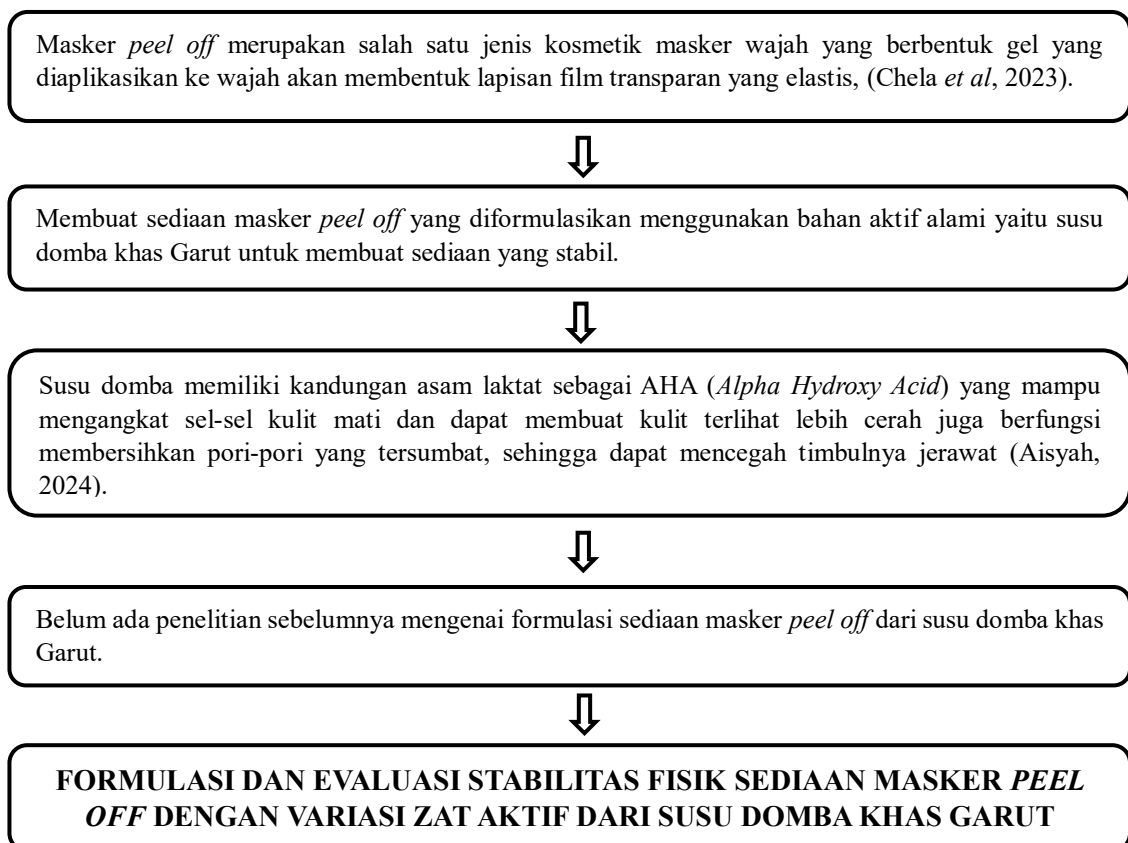 Masker peel off merupakan salah satu jenis kosmetik masker wajah yang berbentuk gel yang
diaplikasikan ke wajah akan membentuk lapisan film transparan yang elastis, (Chela et al, 2023).
Membuat sediaan masker peel off yang diformulasikan menggunakan bahan aktif alami yaitu susu
domba khas Garut untuk membuat sediaan yang stabil.
Susu domba memiliki kandungan asam laktat sebagai AHA (Alpha Hydroxy Acid) yang mampu
mengangkat sel-sel kulit mati dan dapat membuat kulit terlihat lebih cerah juga berfungsi
membersihkan pori-pori yang tersumbat, sehingga dapat mencegah timbulnya jerawat (Aisyah,
2024).
Belum ada penelitian sebelumnya mengenai formulasi sediaan masker peel off dari susu domba khas
Garut.
FORMULASI DAN EVALUASI STABILITAS FISIK SEDIAAN MASKER PEEL
OFF DENGAN VARIASI ZAT AKTIF DARI SUSU DOMBA KHAS GARUT